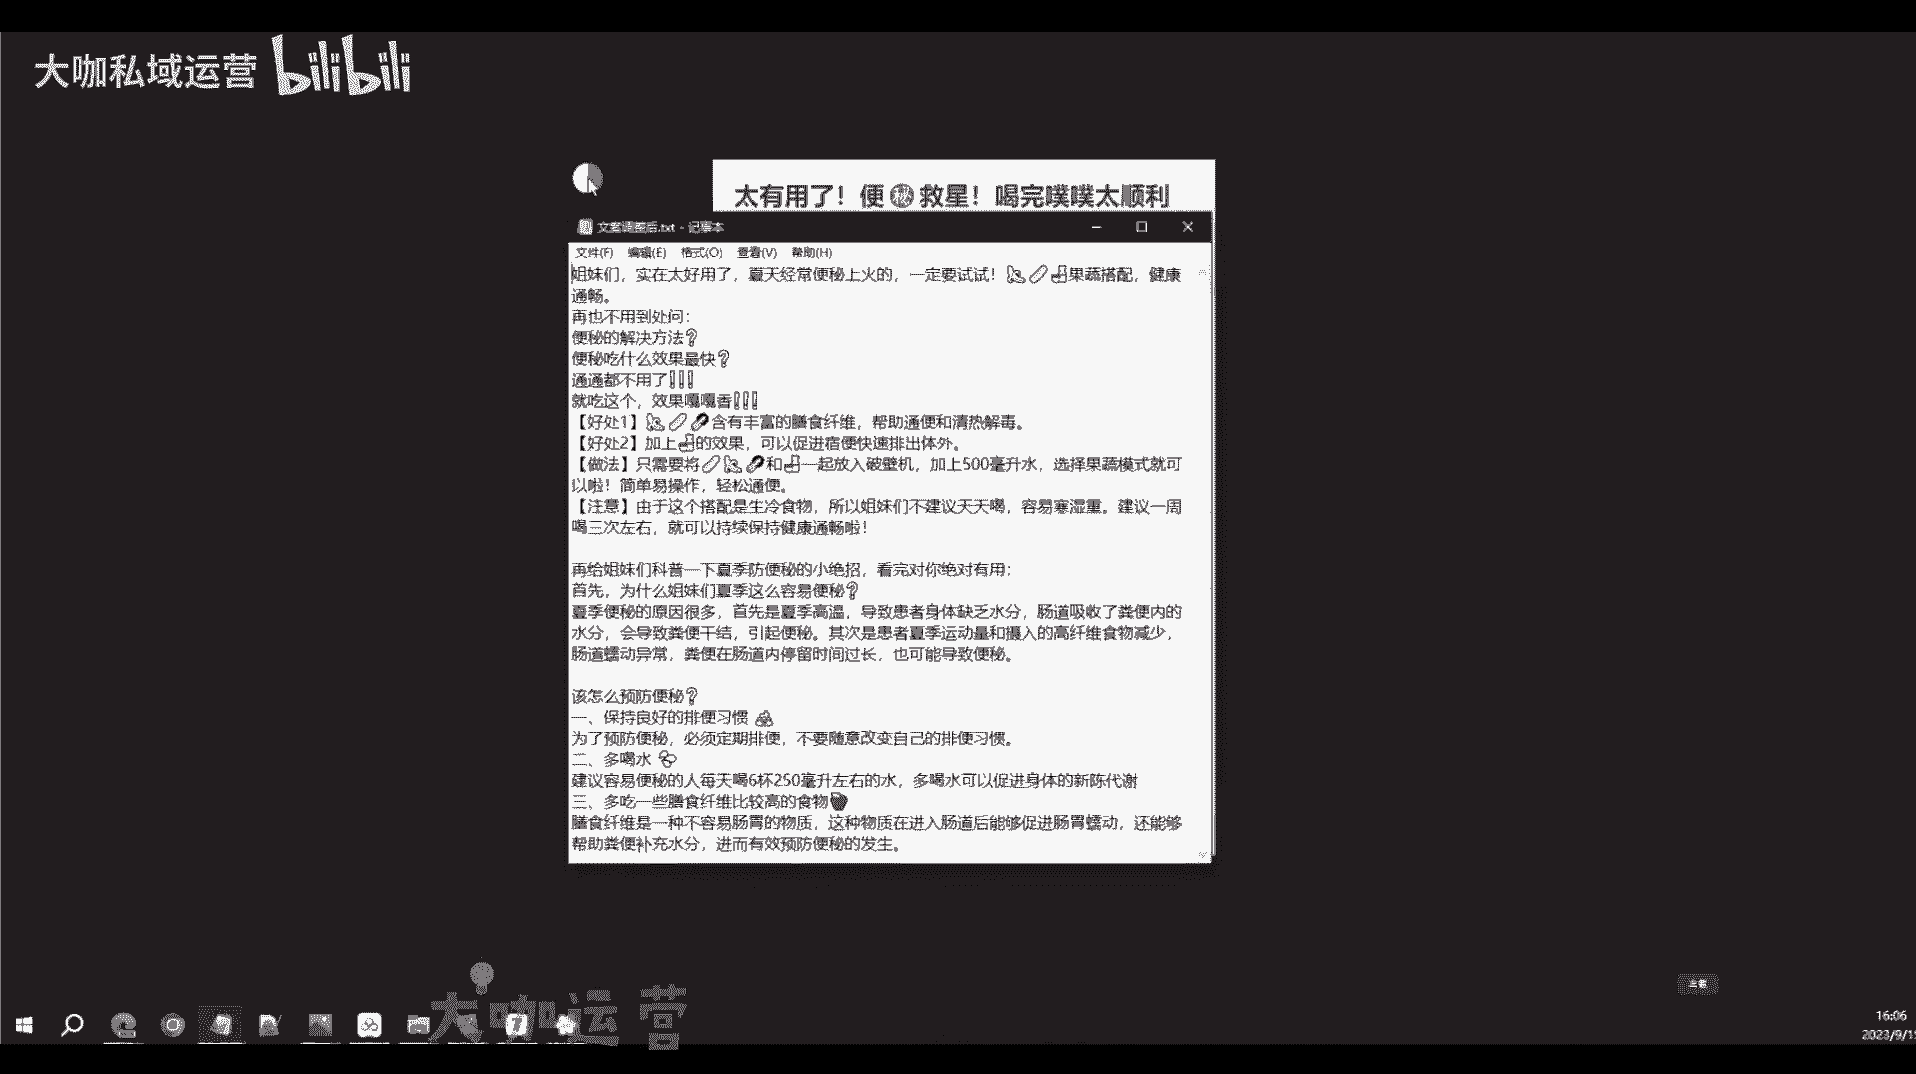 大咖私域运营 bilibili
太有用了！便㊙救星！喝完噗噗太顺利
文案调整后.txt - 记事本
文件(F) 编辑(E) 格式(O) 查看(V) 帮助(H)
姐妹们，实在太好用了，夏天经常便秘上火的，一定要试试！果蔬搭配，健康
通畅。
再也不用到处问：
便秘的解决方法❔
便秘吃什么效果最快❔
通通都不用了❕❕❕
就吃这个，效果嘎嘎香❕❕❕
【好处1】🥒含有丰富的膳食纤维，帮助通便和清热解毒。
【好处2】加上的效果，可以促进宿便快速排出体外。
【做法】只需要将🥒和一起放入破壁机，加上500毫升水，选择果蔬模式就可
以啦！简单易操作，轻松通便。
【注意】由于这个搭配是生冷食物，所以姐妹们不建议天天喝，容易寒湿重。建议一周
喝三次左右，就可以持续保持健康通畅啦！
再给姐妹们科普一下夏季防便秘的小绝招，看完对你绝对有用：
首先，为什么姐妹们夏季这么容易便秘❔
夏季便秘的原因很多，首先是夏季高温，导致患者身体缺乏水分，肠道吸收了粪便内的
水分，会导致粪便干结，引起便秘。其次是患者夏季运动量和摄入的高纤维食物减少，
肠道蠕动异常，粪便在肠道内停留时间过长，也可能导致便秘。
该怎么预防便秘❔
一、保持良好的排便习惯 💩
为了预防便秘，必须定期排便，不要随意改变自己的排便习惯。
二、多喝水
建议容易便秘的人每天喝6杯250毫升左右的水，多喝水可以促进身体的新陈代谢
三、多吃一些膳食纤维比较高的食物
膳食纤维是一种不容易肠胃的物质，这种物质在进入肠道后能够促进肠胃蠕动，还能够
帮助粪便补充水分，进而有效预防便秘的发生。
大咖运营
16:06
2023/9/1